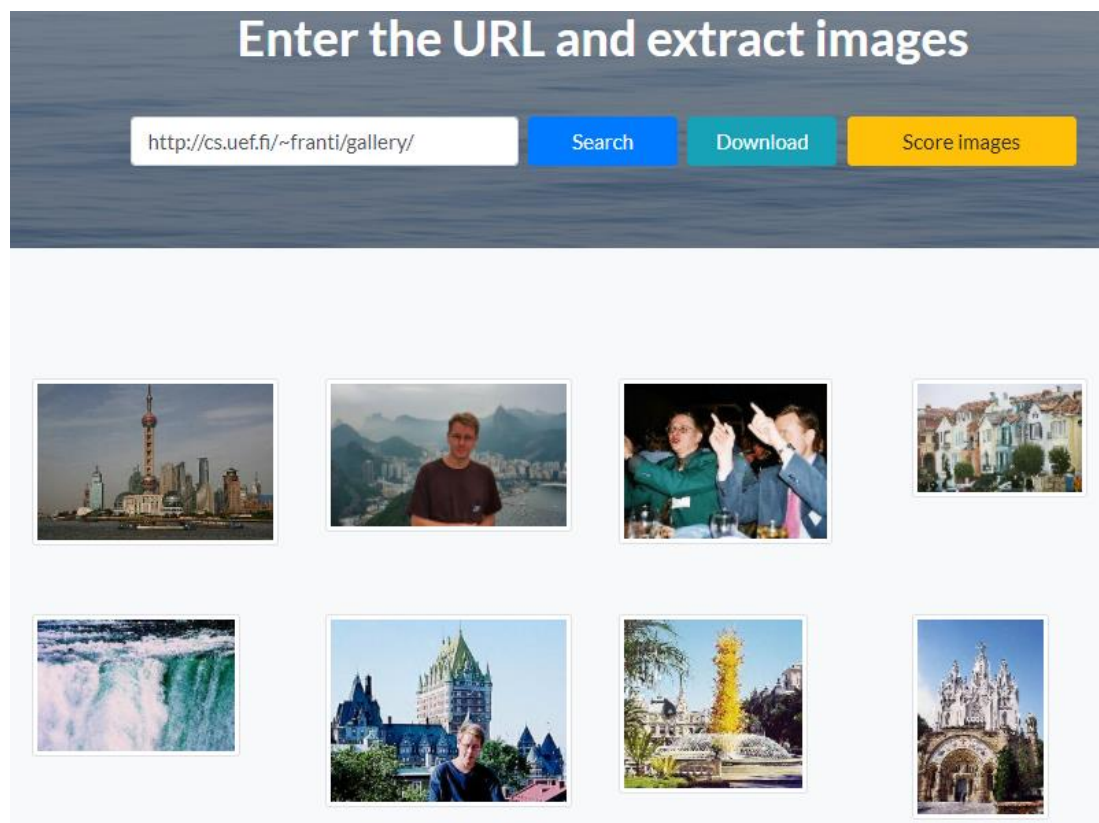 Enter the URL and extract images
http://cs.uef.fi/~franti/gallery/ Search Download Score images